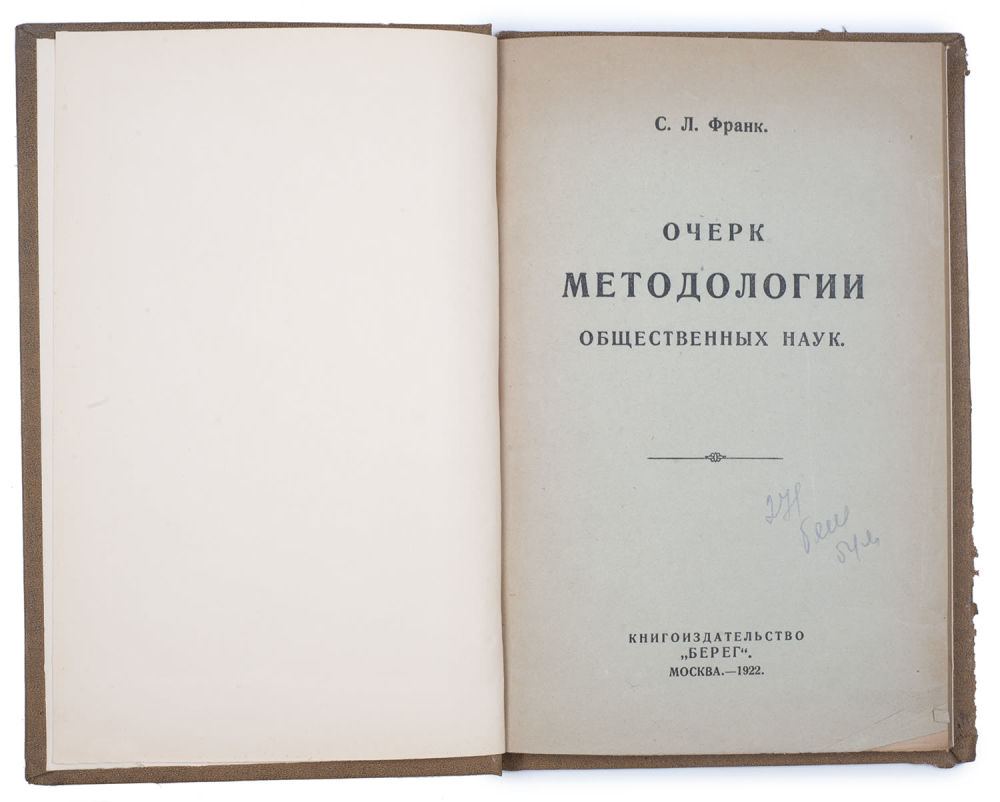 С. Л. Франк.
ОЧЕРК
МЕТОДОЛОГИИ
ОБЩЕСТВЕННЫХ НАУК.
КНИГОИЗДАТЕЛЬСТВО
„БЕРЕГ“.
МОСКВА.—1922.